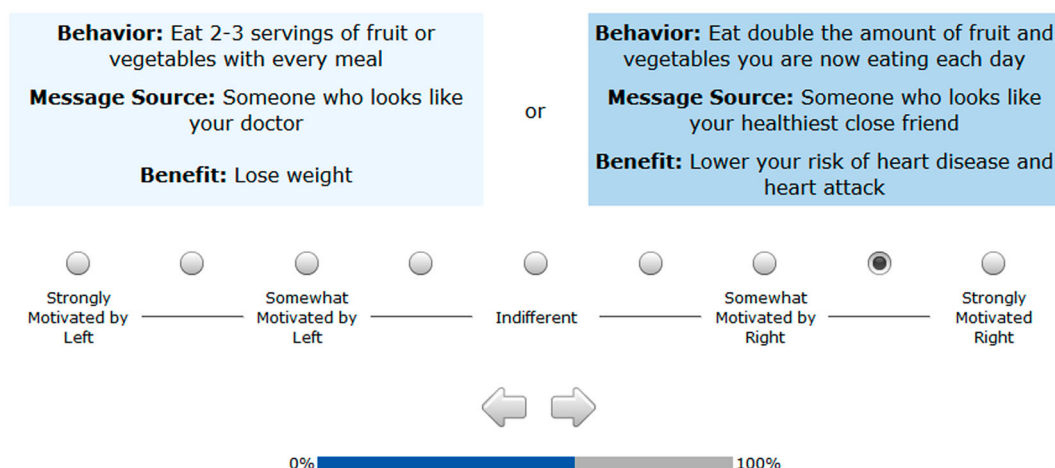 Behavior: Eat 2-3 servings of fruit or
vegetables with every meal
Message Source: Someone who looks like
your doctor
Benefit: Lose weight
or
Behavior: Eat double the amount of fruit and
vegetables you are now eating each day
Message Source: Someone who looks like
your healthiest close friend
Benefit: Lower your risk of heart disease and
heart attack
Strongly
Motivated by
Left
Somewhat
Motivated by
Left
Indifferent
Somewhat
Motivated by
Right
Strongly
Motivated
Right
0% 100%